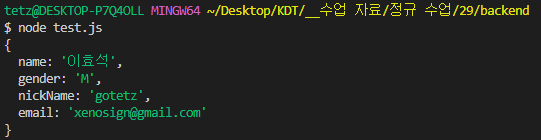 tetz@DESKTOP-P7Q4OLL MINGW64 ~/Desktop/KDT/__수업 자료/정규 수업/29/backend
$ node test.js
{
  name: '이효석',
  gender: 'M',
  nickName: 'gotetz',
  email: 'xenosign@gmail.com'
}